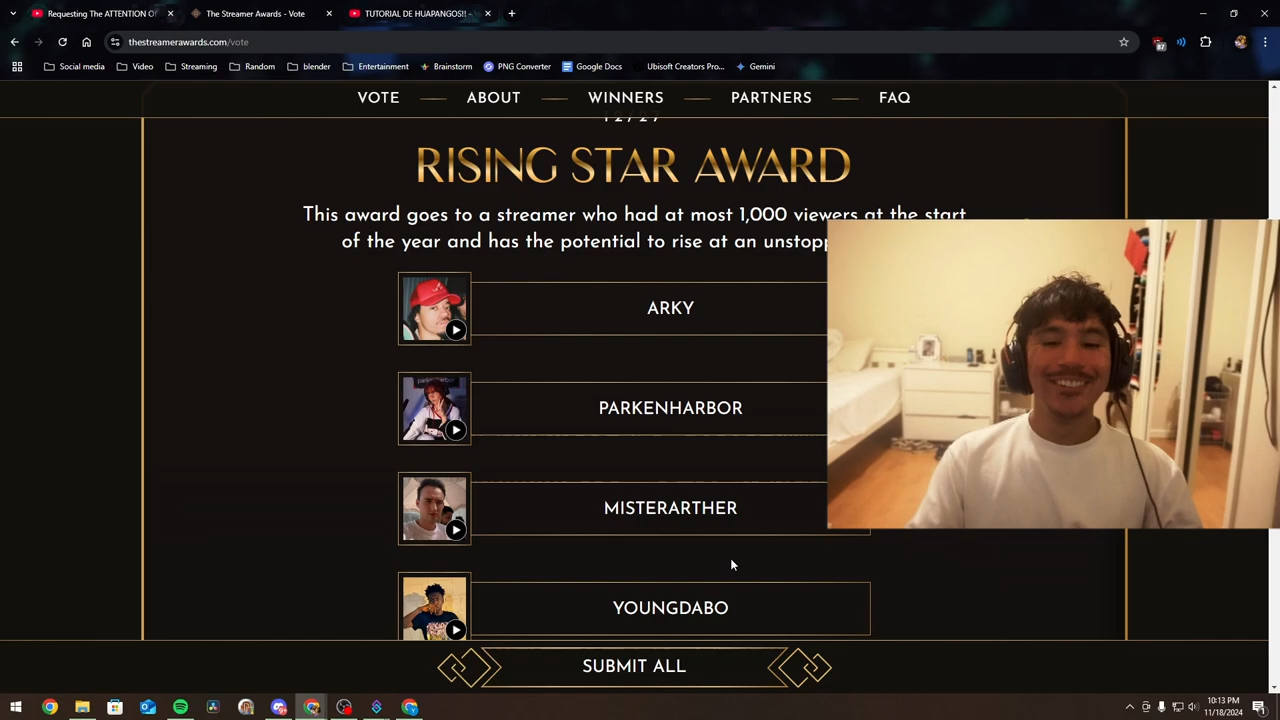 Requesting The ATTENTION OF
The Streamer Awards - Vote
TUTORIAL DE HUAPANGOS!! -
thestreamerawards.com/vote
87
Social media
Video
Streaming
Random
blender
Entertainment
Brainstorm
PNG Converter
Google Docs
Ubisoft Creators Pro...
Gemini
VOTE
ABOUT
WINNERS
PARTNERS
FAQ
12/27
RISING STAR AWARD
This award goes to a streamer who had at most 1,000 viewers at the start
of the year and has the potential to rise at an
ARKY
PARKENHARBOR
MISTERARTHER
YOUNGDABO
SUBMIT ALL
10:13 PM
11/18/2024